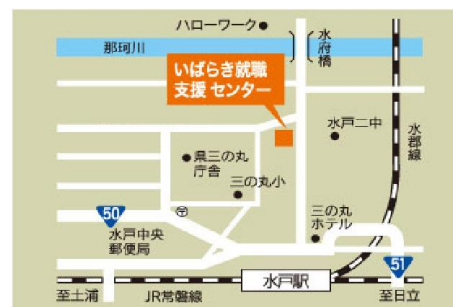 ハローワーク
那珂川
水府橋
いばらき就職
支援 センター
水戸二中
水郡線
県三の丸
庁舎
三の丸小
〒
50
水戸中央
郵便局
三の丸
ホテル
51
水戸駅
至土浦
JR常磐線
至日立